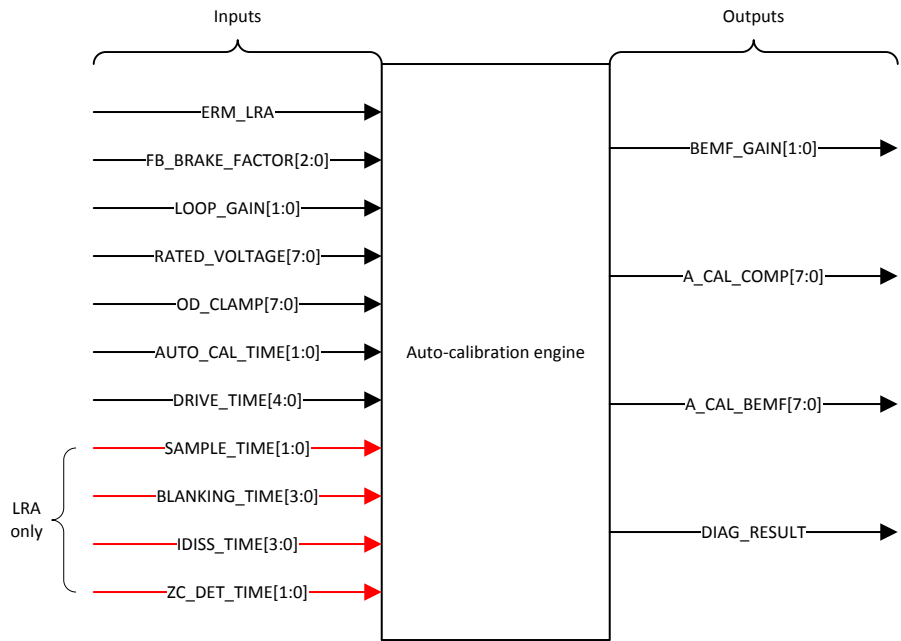 Inputs
Outputs
ERM_LRA
FB_BRAKE_FACTOR[2:0]
LOOP_GAIN[1:0]
RATED_VOLTAGE[7:0]
OD_CLAMP[7:0]
AUTO_CAL_TIME[1:0]
DRIVE_TIME[4:0]
SAMPLE_TIME[1:0]
BLANKING_TIME[3:0]
IDISS_TIME[3:0]
ZC_DET_TIME[1:0]
LRA
only
Auto-calibration engine
BEMF_GAIN[1:0]
A_CAL_COMP[7:0]
A_CAL_BEMF[7:0]
DIAG_RESULT